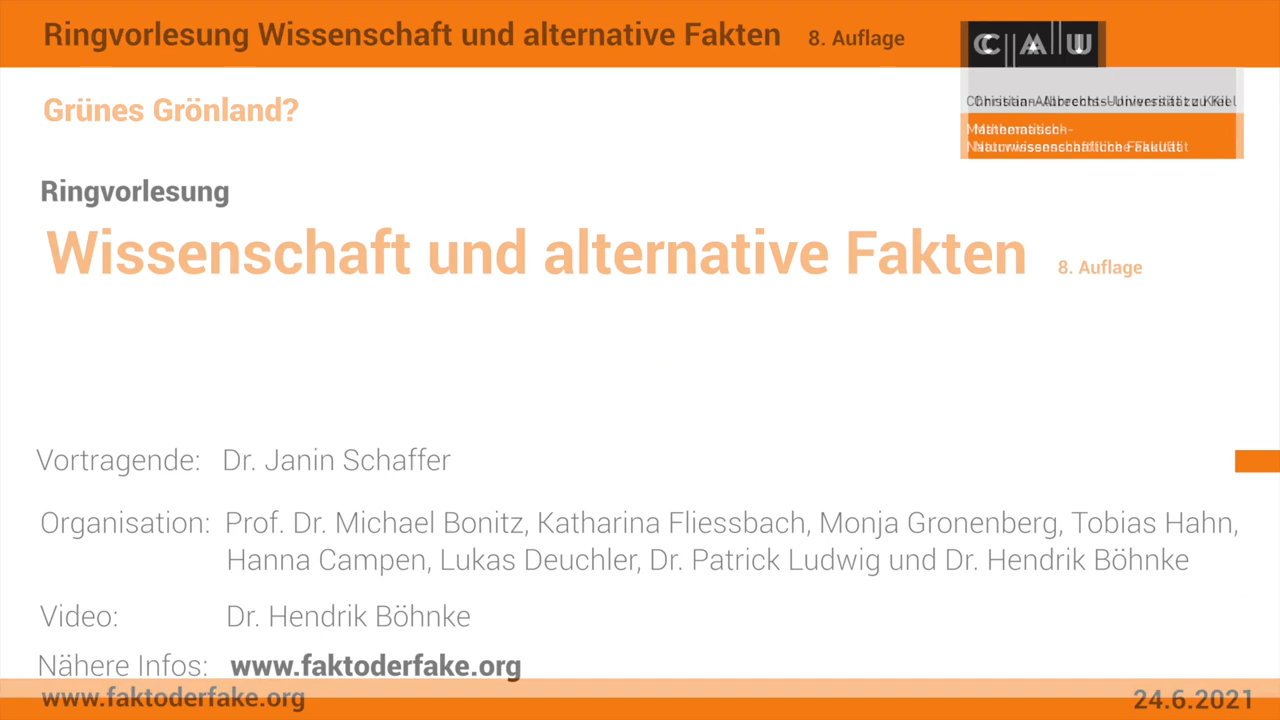 Ringvorlesung Wissenschaft und alternative Fakten 8. Auflage
CAU
Christian-Albrechts-Universität zu Kiel
Mathematisch-
Naturwissenschaftliche Fakultät
Grünes Grönland?
Ringvorlesung
Wissenschaft und alternative Fakten 8. Auflage
Vortragende: Dr. Janin Schaffer
Organisation: Prof. Dr. Michael Bonitz, Katharina Fliessbach, Monja Gronenberg, Tobias Hahn,
Hanna Campen, Lukas Deuchler, Dr. Patrick Ludwig und Dr. Hendrik Böhnke
Video: Dr. Hendrik Böhnke
Nähere Infos: www.faktoderfake.org
www.faktoderfake.org 24.6.2021